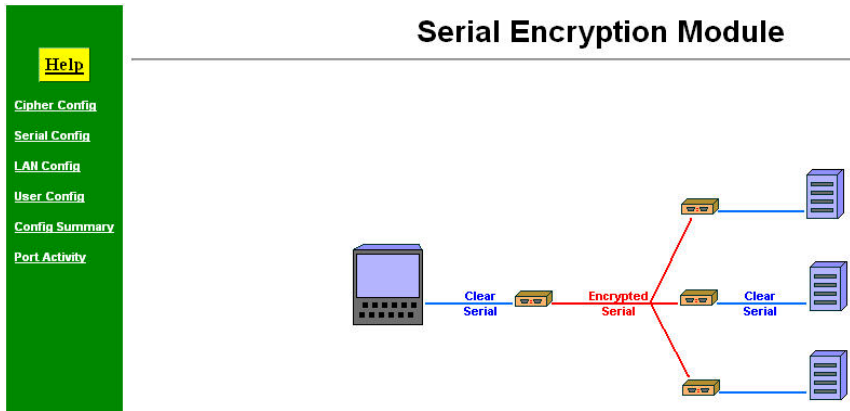 Serial Encryption Module
Help
Cipher Config
Serial Config
LAN Config
User Config
Config Summary
Port Activity
Clear
Serial
Encrypted
Serial
Clear
Serial